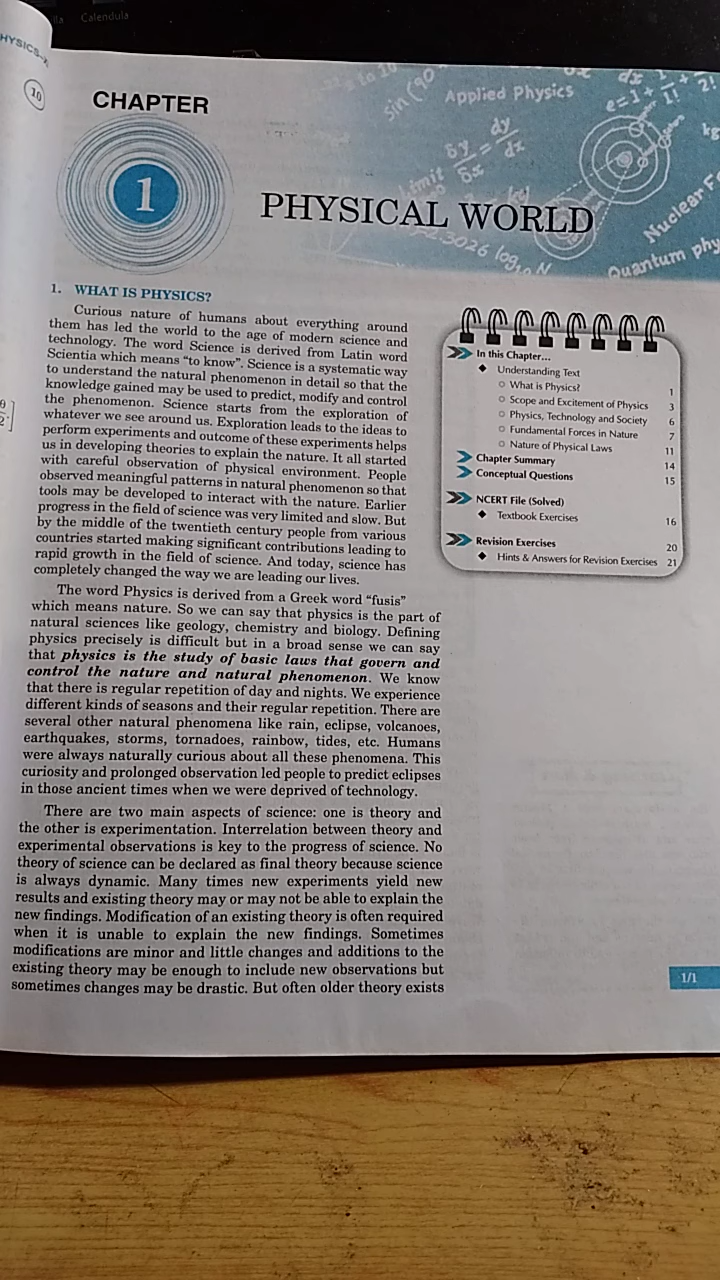 Calendula
HYSICS-X
10
CHAPTER
1
PHYSICAL WORLD
sin (90
Applied Physics
dx
e=1+ 1/1! + 2!
kg
Limit δy/δx = dy/dx
3026 log10 N
Nuclear F
Quantum phy
1. WHAT IS PHYSICS?
Curious nature of humans about everything around
them has led the world to the age of modern science and
technology. The word Science is derived from Latin word
Scientia which means "to know". Science is a systematic way
to understand the natural phenomenon in detail so that the
knowledge gained may be used to predict, modify and control
the phenomenon. Science starts from the exploration of
whatever we see around us. Exploration leads to the ideas to
perform experiments and outcome of these experiments helps
us in developing theories to explain the nature. It all started
with careful observation of physical environment. People
observed meaningful patterns in natural phenomenon so that
tools may be developed to interact with the nature. Earlier
progress in the field of science was very limited and slow. But
by the middle of the twentieth century people from various
countries started making significant contributions leading to
rapid growth in the field of science. And today, science has
completely changed the way we are leading our lives.
The word Physics is derived from a Greek word "fusis"
which means nature. So we can say that physics is the part of
natural sciences like geology, chemistry and biology. Defining
physics precisely is difficult but in a broad sense we can say
that physics is the study of basic laws that govern and
control the nature and natural phenomenon. We know
that there is regular repetition of day and nights. We experience
different kinds of seasons and their regular repetition. There are
several other natural phenomena like rain, eclipse, volcanoes,
earthquakes, storms, tornadoes, rainbow, tides, etc. Humans
were always naturally curious about all these phenomena. This
curiosity and prolonged observation led people to predict eclipses
in those ancient times when we were deprived of technology.
There are two main aspects of science: one is theory and
the other is experimentation. Interrelation between theory and
experimental observations is key to the progress of science. No
theory of science can be declared as final theory because science
is always dynamic. Many times new experiments yield new
results and existing theory may or may not be able to explain the
new findings. Modification of an existing theory is often required
when it is unable to explain the new findings. Sometimes
modifications are minor and little changes and additions to the
existing theory may be enough to include new observations but
sometimes changes may be drastic. But often older theory exists
In this Chapter...
Understanding Text
What is Physics? 1
Scope and Excitement of Physics 3
Physics, Technology and Society 6
Fundamental Forces in Nature 7
Nature of Physical Laws 11
Chapter Summary 14
Conceptual Questions 15
NCERT File (Solved)
Textbook Exercises 16
Revision Exercises 20
Hints & Answers for Revision Exercises 21
1/1